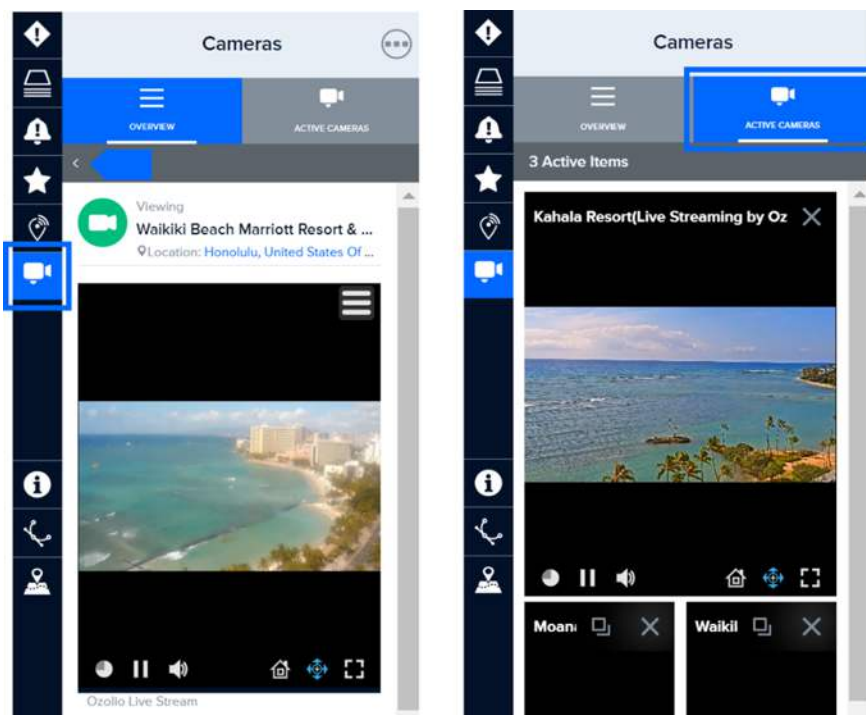 Cameras
OVERVIEW
ACTIVE CAMERAS
Viewing
Waikiki Beach Marriott Resort & ...
Location: Honolulu, United States Of ...
Ozolio Live Stream
Cameras
OVERVIEW
ACTIVE CAMERAS
3 Active Items
Kahala Resort(Live Streaming by Oz
Moana
Waikil